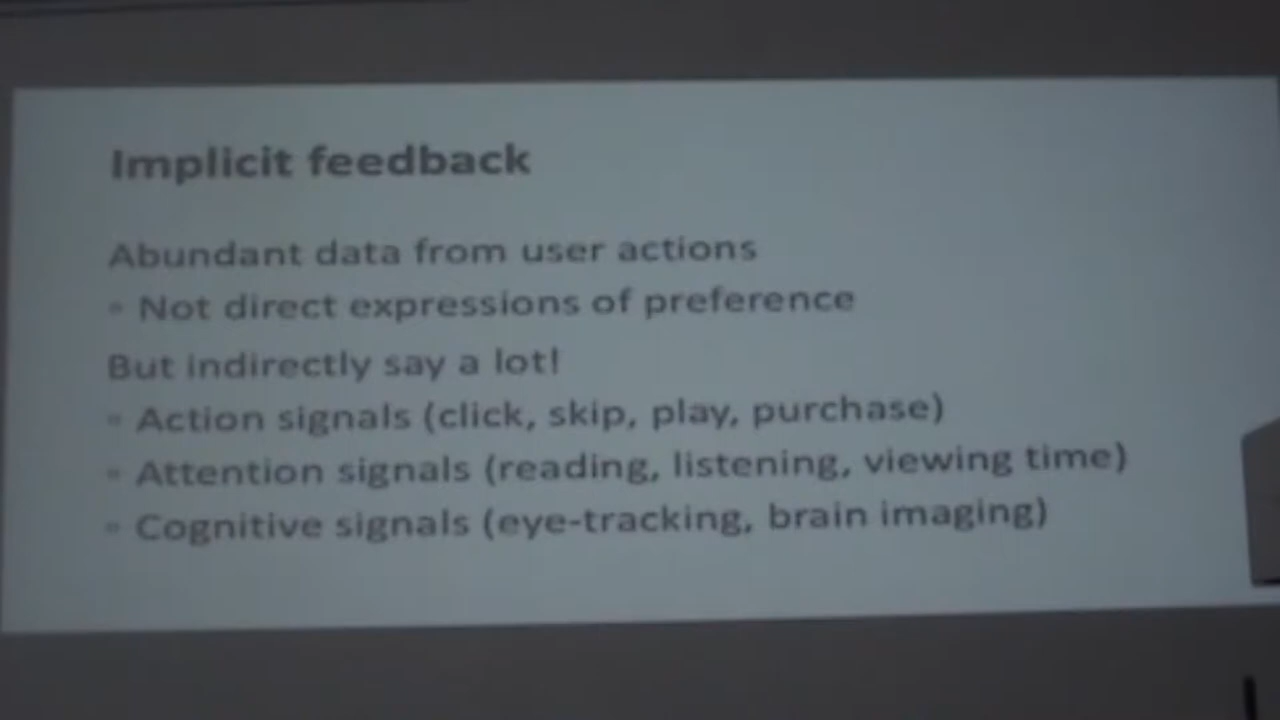 Implicit feedback
Abundant data from user actions
◦ Not direct expressions of preference
But indirectly say a lot!
◦ Action signals (click, skip, play, purchase)
◦ Attention signals (reading, listening, viewing time)
◦ Cognitive signals (eye-tracking, brain imaging)